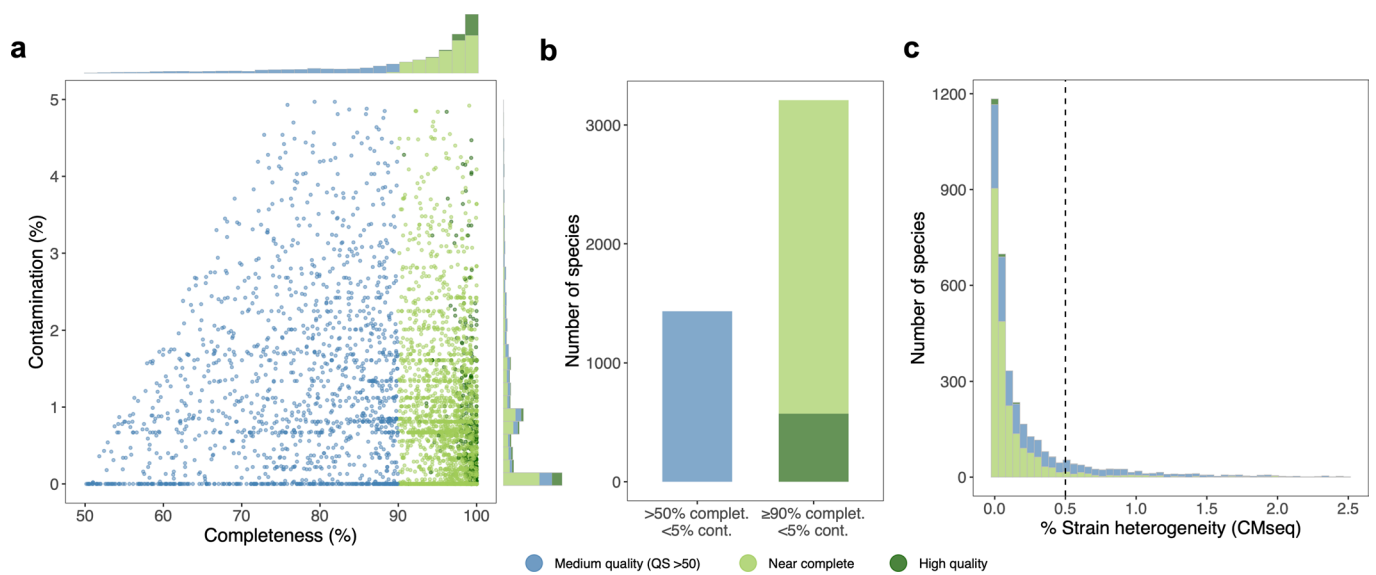 a
b
c
5
4
3
2
1
0
Contamination (%)
50
60
70
80
90
100
Completeness (%)
3000
2000
1000
0
Number of species
>50% complet.
<5% cont.
≥90% complet.
<5% cont.
1200
900
600
300
0
Number of species
0.0
0.5
1.0
1.5
2.0
2.5
% Strain heterogeneity (CMseq)
Medium quality (QS >50)
Near complete
High quality